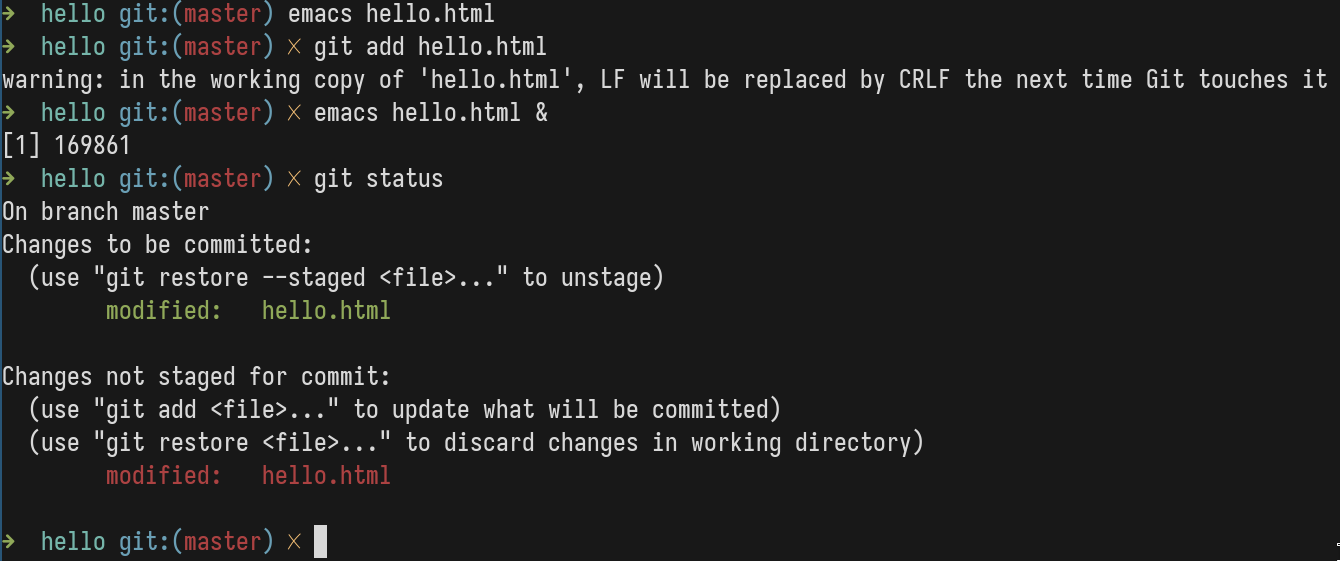 ➜  hello git:(master) emacs hello.html
➜  hello git:(master) ✗ git add hello.html
warning: in the working copy of 'hello.html', LF will be replaced by CRLF the next time Git touches it
➜  hello git:(master) ✗ emacs hello.html &
[1] 169861
➜  hello git:(master) ✗ git status
On branch master
Changes to be committed:
  (use "git restore --staged <file>..." to unstage)
        modified:   hello.html

Changes not staged for commit:
  (use "git add <file>..." to update what will be committed)
  (use "git restore <file>..." to discard changes in working directory)
        modified:   hello.html

➜  hello git:(master) ✗